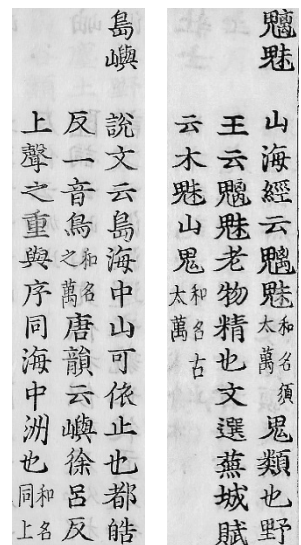 魑魅
山海經云魑魅和名須太萬鬼類也野
王云魑魅老物精也文選蕪城賦
云木魅山鬼和名古太萬
島嶼
說文云島海中山可依止也都皓
反一音鳥和名之萬唐韻云嶼徐呂反
上聲之重與序同海中洲也和名同上